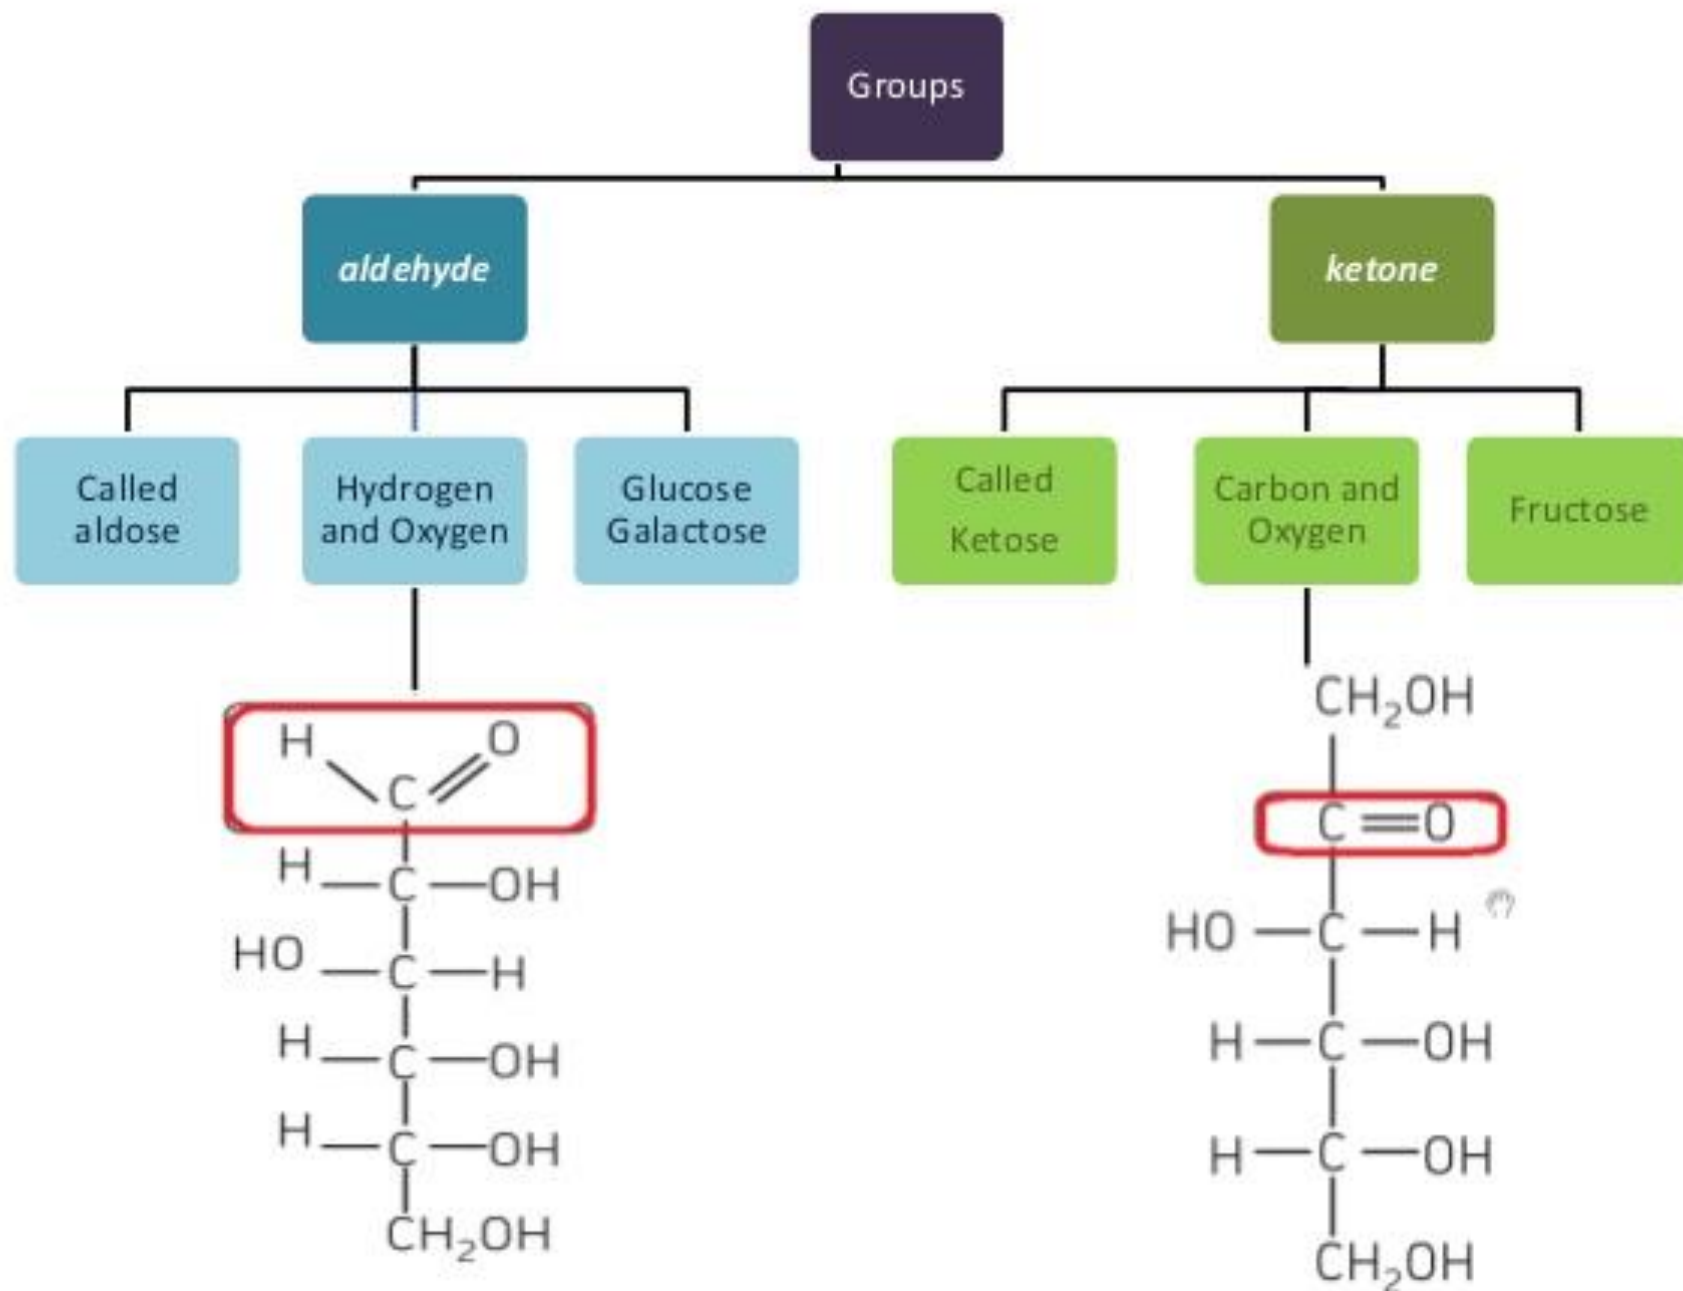 Groups
aldehyde
ketone
Called
aldose
Hydrogen
and Oxygen
Glucose
Galactose
Called
Ketose
Carbon and
Oxygen
Fructose
H O
C
H C OH
HO C H
H C OH
H C OH
CH₂OH
CH₂OH
C=O
HO C H
H C OH
H C OH
CH₂OH